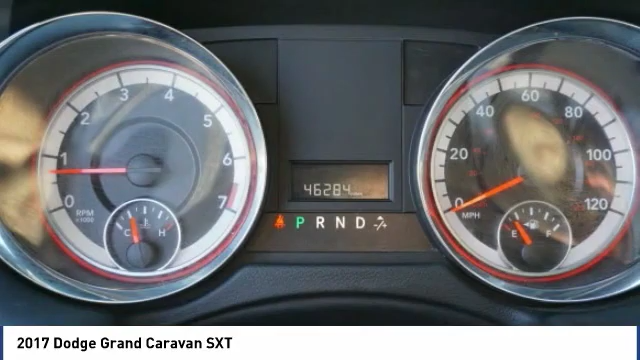 0 1 2 3 4 5 6 7
RPM
x1000
H
46284
P R N D
0 20 40 60 80 100 120
MPH
E F
2017 Dodge Grand Caravan SXT